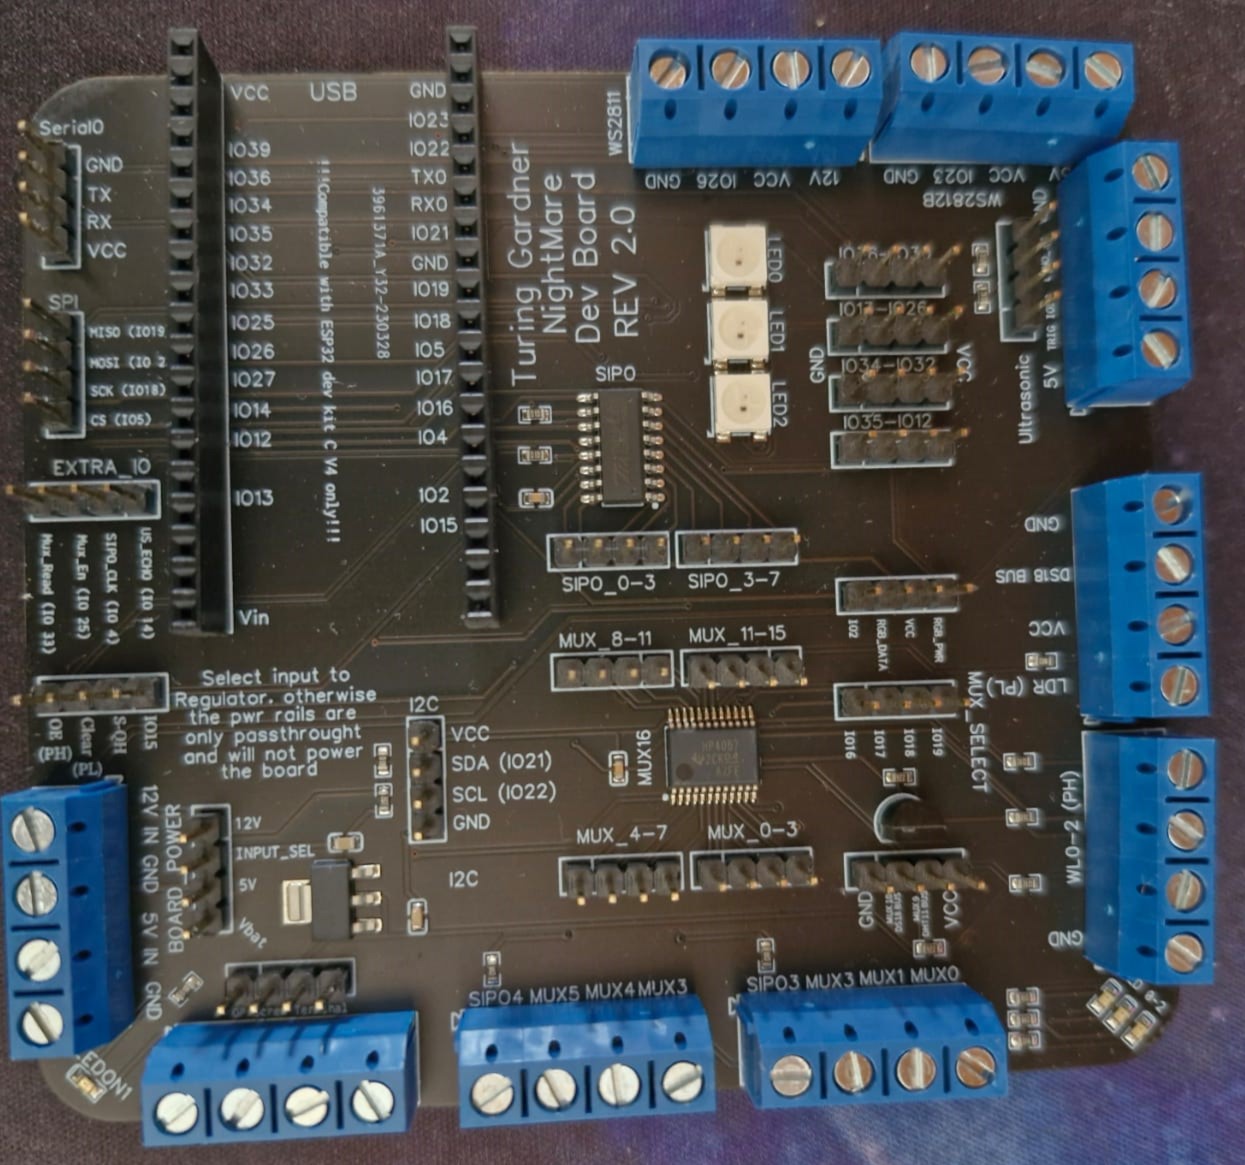 Serial0
GND
TX
RX
VCC
SPI
MISO (IO19
MOSI (IO 2
SCK (IO18)
CS (IO5)
EXTRA_IO
Mux_Read (IO 33)
Mux_En (IO 25)
SIPO_CLK (IO 4)
US_ECHO (IO 14)
OE (PH)
Clear (PL)
S-QH
IO15
VCC
USB
GND
IO39
IO36
IO34
IO35
IO32
IO33
IO25
IO26
IO27
IO14
IO12
IO13
Vin
IO23
IO22
TX0
RX0
IO21
GND
IO19
IO18
IO5
IO17
IO16
IO4
IO2
IO15
!!!Compatible with ESP32 dev kit C V4 only!!!
3961371A_Y32-230328
Turing Gardner
NightMare
Dev Board
REV 2.0
WS2811
GND
IO26
VCC
12V
GND
IO23
VCC
5V
WS2812B
LED0
LED1
LED2
IO13-IO26
IO34-IO32
IO35-IO12
GND
VCC
Ultrasonic
5V
TRIG
SIPO
SIPO_0-3
SIPO_3-7
MUX_8-11
MUX_11-15
IO2
RGB_DATA
VCC
RGB_PWR
MUX_SELECT
IO16
IO17
IO18
IO19
GND
DS18 BUS
VCC
LDR (PL)
WLO-2 (PH)
GND
Select input to
Regulator. otherwise
the pwr rails are
only passthrought
and will not power
the board
I2C
VCC
SDA (IO21)
SCL (IO22)
GND
I2C
MUX16
MUX_4-7
MUX_0-3
GND
VCC
12V IN GND 5V IN GND
BOARD_POWER
12V
INPUT_SEL
5V
Vbat
SIPO4 MUX5 MUX4 MUX3
SIPO3 MUX3 MUX1 MUX0